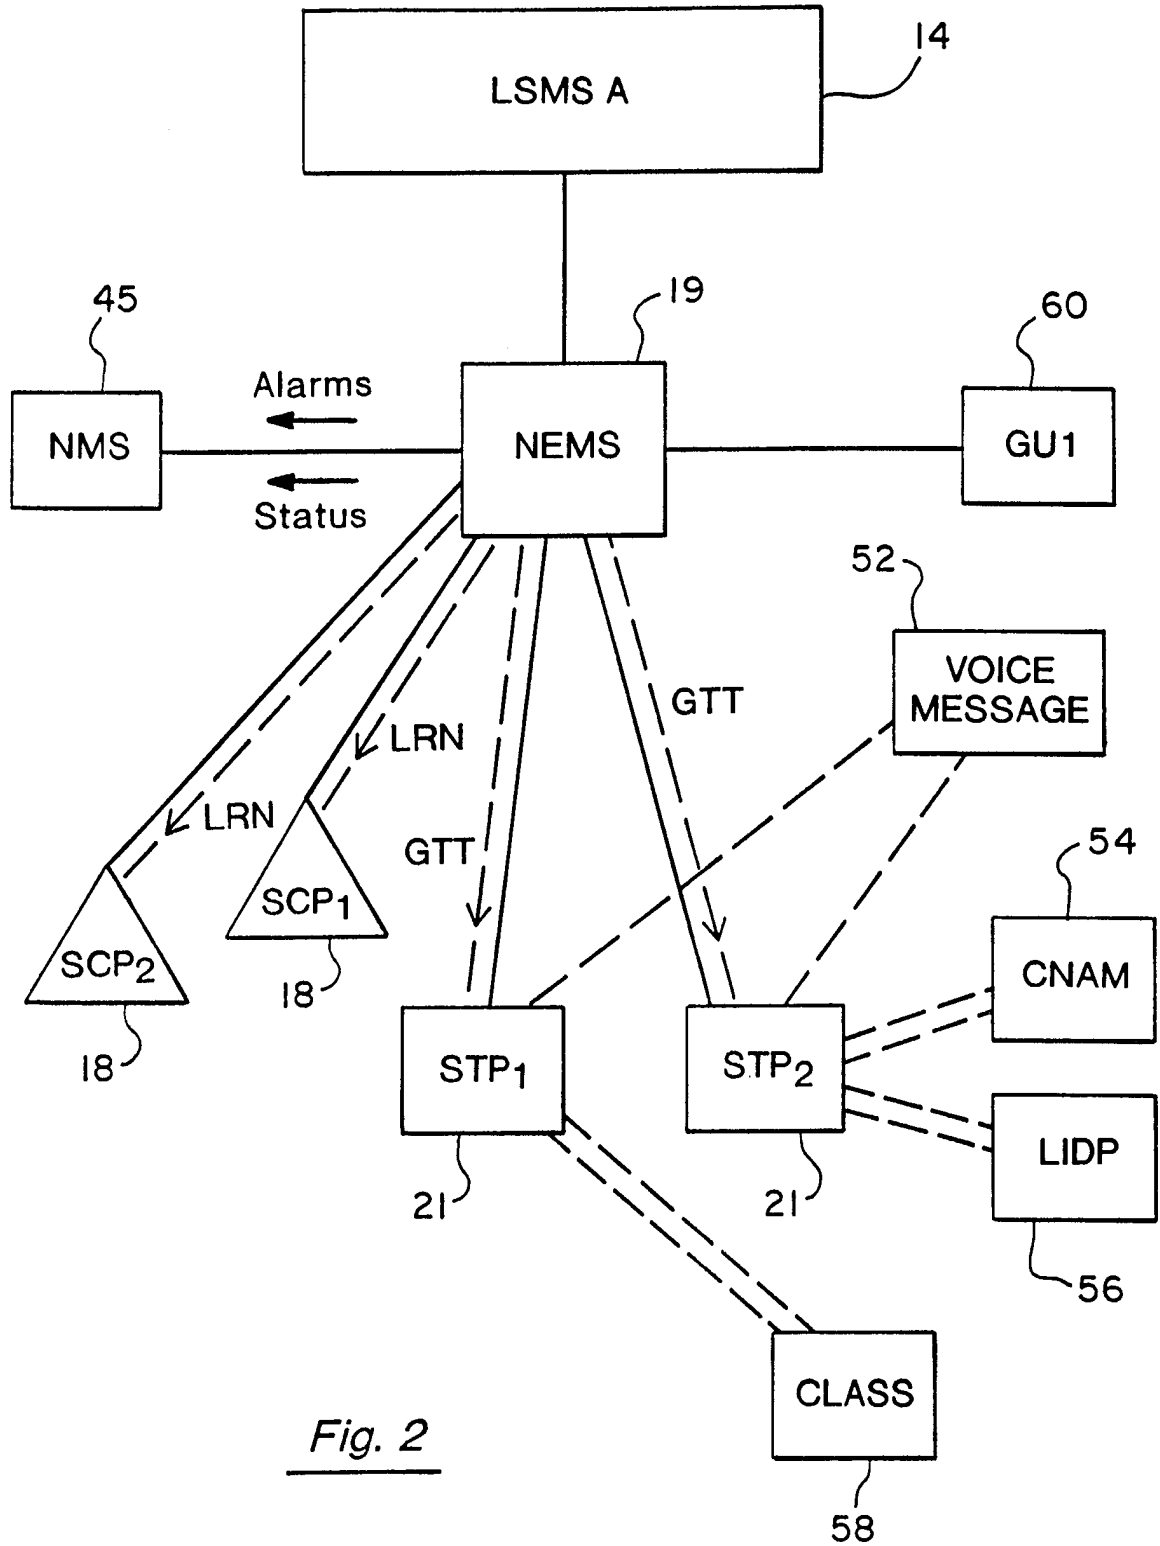 14
LSMS A
19
45
60
Alarms
NMS
NEMS
GU1
Status
52
VOICE
MESSAGE
GTT
LRN
LRN
GTT
54
SCP1
SCP2
CNAM
18
18
STP1
STP2
LIDP
21
21
56
CLASS
Fig. 2
58